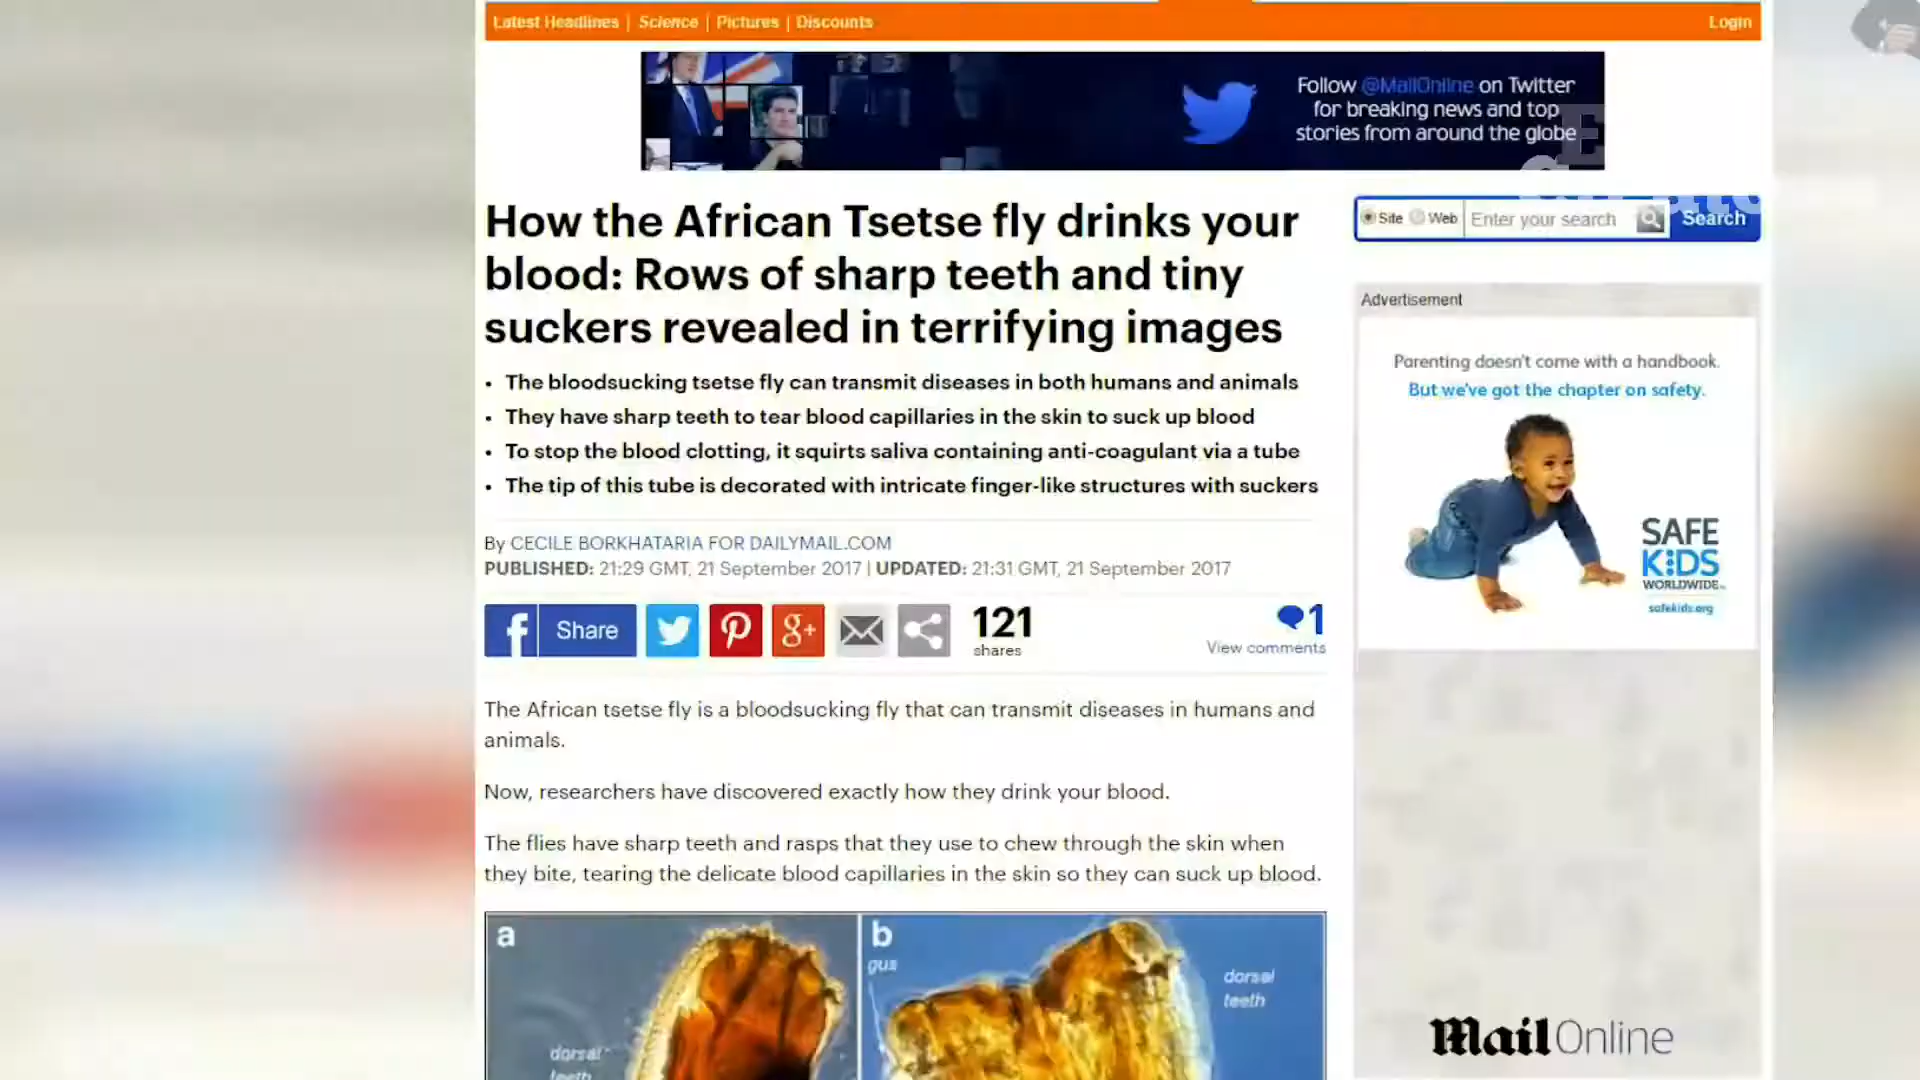 Latest Headlines | Science | Pictures | Discounts
Login
Follow @MailOnline on Twitter
for breaking news and top
stories from around the globe
How the African Tsetse fly drinks your
blood: Rows of sharp teeth and tiny
suckers revealed in terrifying images
• The bloodsucking tsetse fly can transmit diseases in both humans and animals
• They have sharp teeth to tear blood capillaries in the skin to suck up blood
• To stop the blood clotting, it squirts saliva containing anti-coagulant via a tube
• The tip of this tube is decorated with intricate finger-like structures with suckers
By CECILE BORKHATARIA FOR DAILYMAIL.COM
PUBLISHED: 21:29 GMT, 21 September 2017 | UPDATED: 21:31 GMT, 21 September 2017
f Share
g+
121
shares
1
View comments
The African tsetse fly is a bloodsucking fly that can transmit diseases in humans and
animals.
Now, researchers have discovered exactly how they drink your blood.
The flies have sharp teeth and rasps that they use to chew through the skin when
they bite, tearing the delicate blood capillaries in the skin so they can suck up blood.
a
dorsal
teeth
b
gus
dorsal
teeth
Site Web Enter your search Search
Advertisement
Parenting doesn't come with a handbook.
But we've got the chapter on safety.
SAFE
KIDS
WORLDWIDE
safekids.org
Mail Online